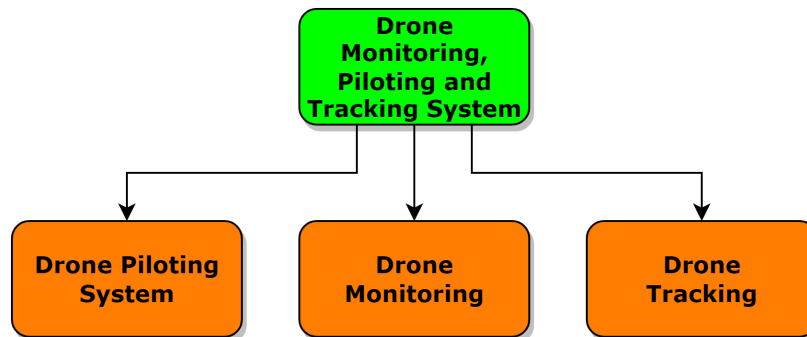 Drone
Monitoring,
Piloting and
Tracking System
Drone Piloting
System
Drone
Monitoring
Drone
Tracking